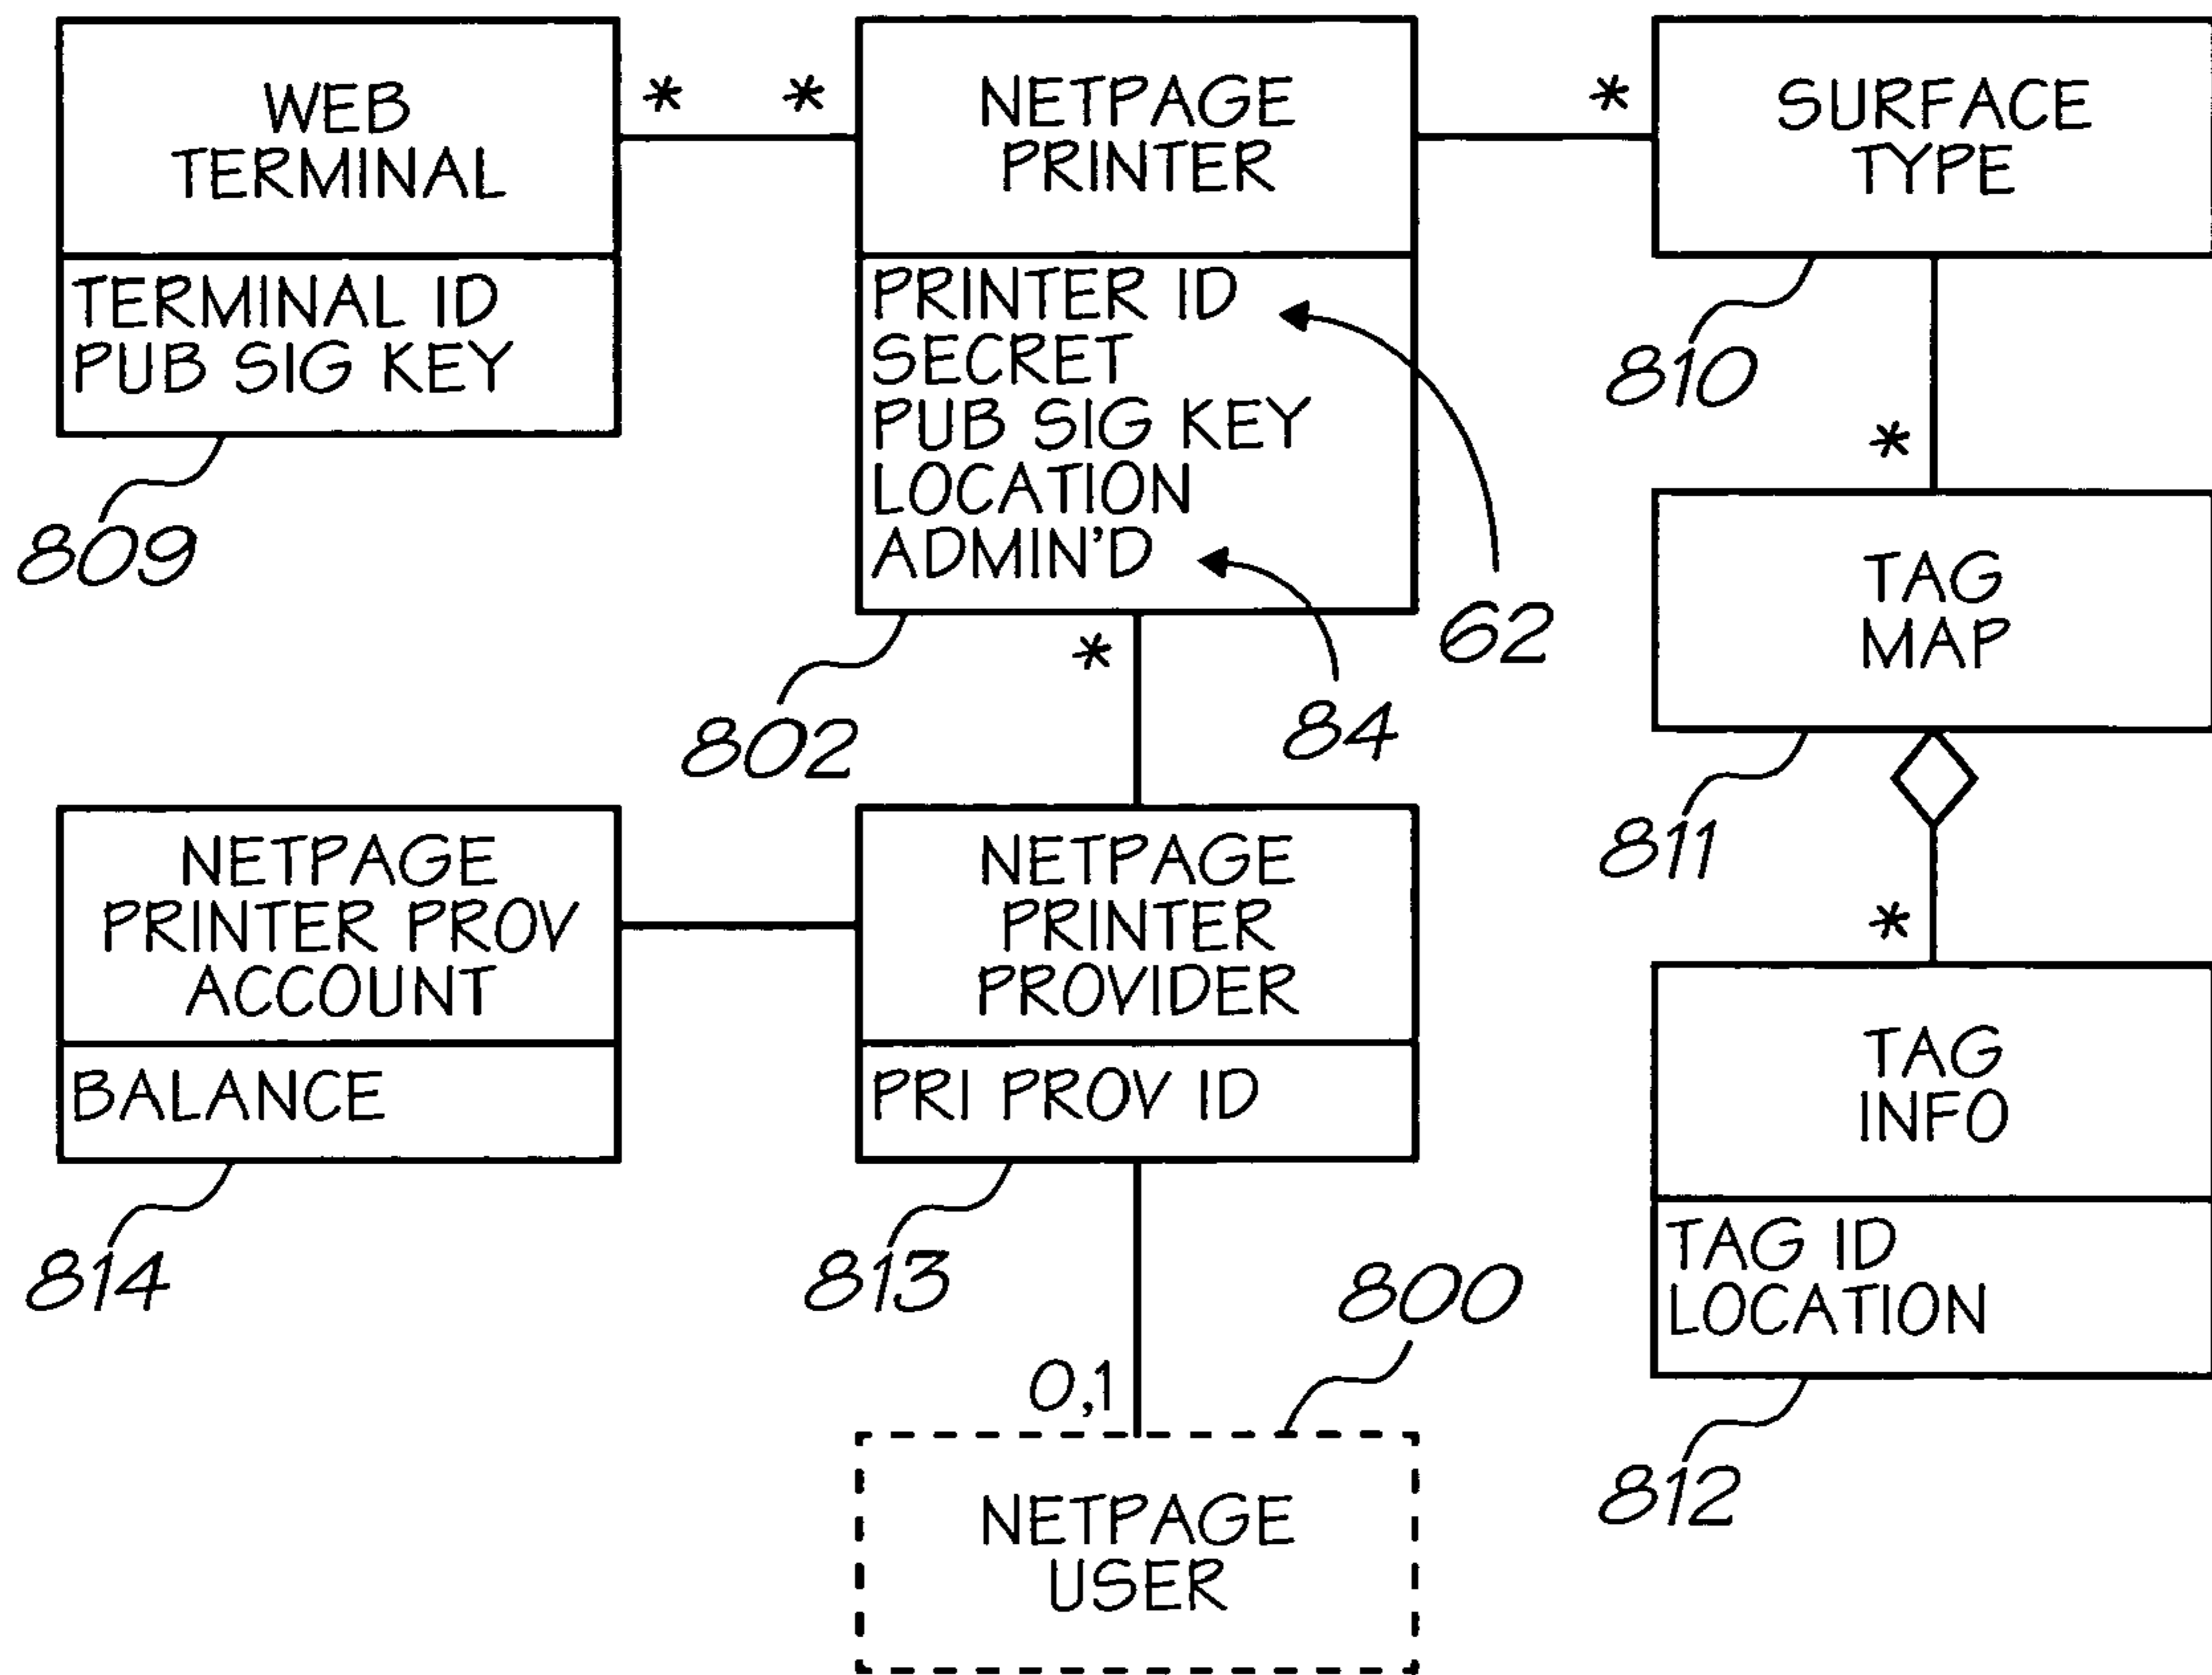 WEB
TERMINAL
TERMINAL ID
PUB SIG KEY
809
*
*
NETPAGE
PRINTER
PRINTER ID
SECRET
PUB SIG KEY
LOCATION
ADMIN'D
62
84
802
*
*
SURFACE
TYPE
810
*
TAG
MAP
811
*
TAG
INFO
TAG ID
LOCATION
812
NETPAGE
PRINTER PROV
ACCOUNT
BALANCE
814
NETPAGE
PRINTER
PROVIDER
PRI PROV ID
813
0,1
800
NETPAGE
USER